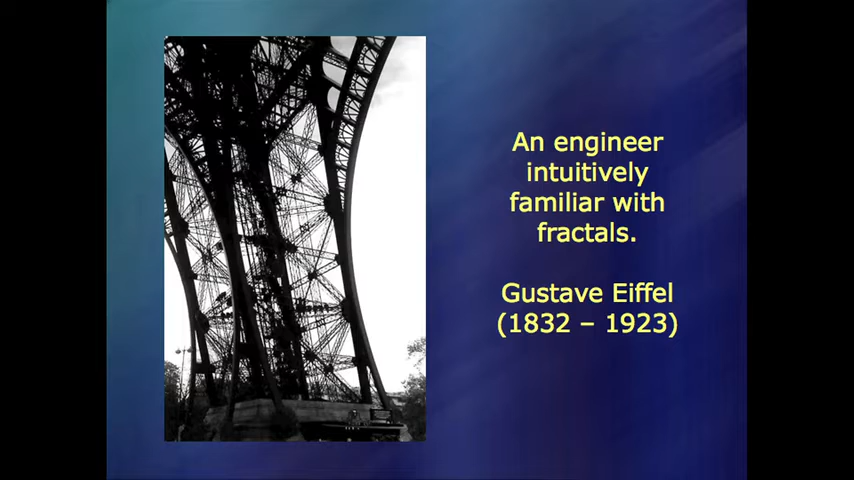 An engineer
intuitively
familiar with
fractals.
Gustave Eiffel
(1832 – 1923)